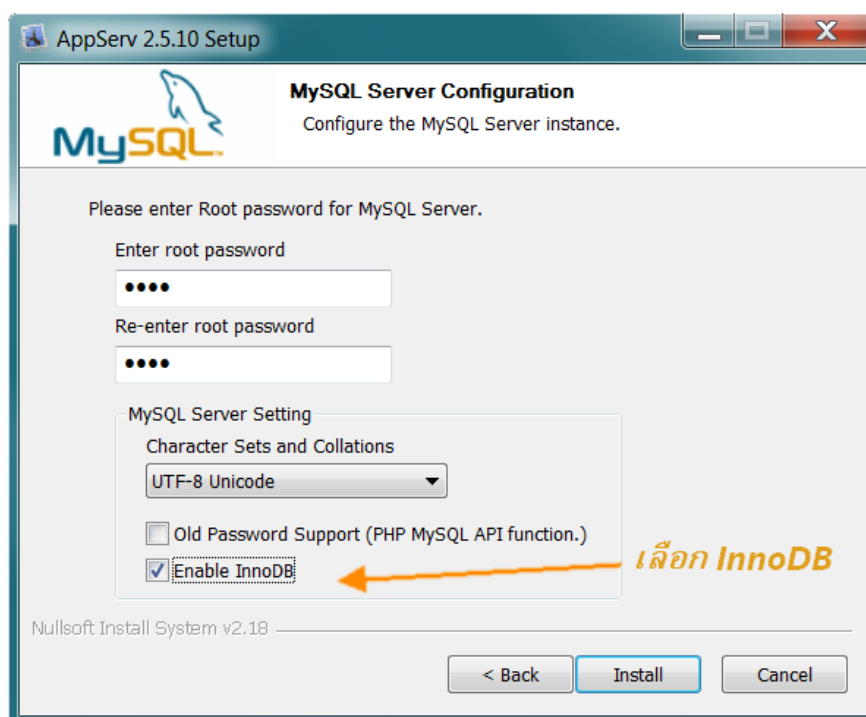 AppServ 2.5.10 Setup
MySQL
MySQL Server Configuration
Configure the MySQL Server instance.
Please enter Root password for MySQL Server.
Enter root password
••••
Re-enter root password
••••
MySQL Server Setting
Character Sets and Collations
UTF-8 Unicode
Old Password Support (PHP MySQL API function.)
Enable InnoDB
เลือก InnoDB
Nullsoft Install System v2.18
< Back
Install
Cancel